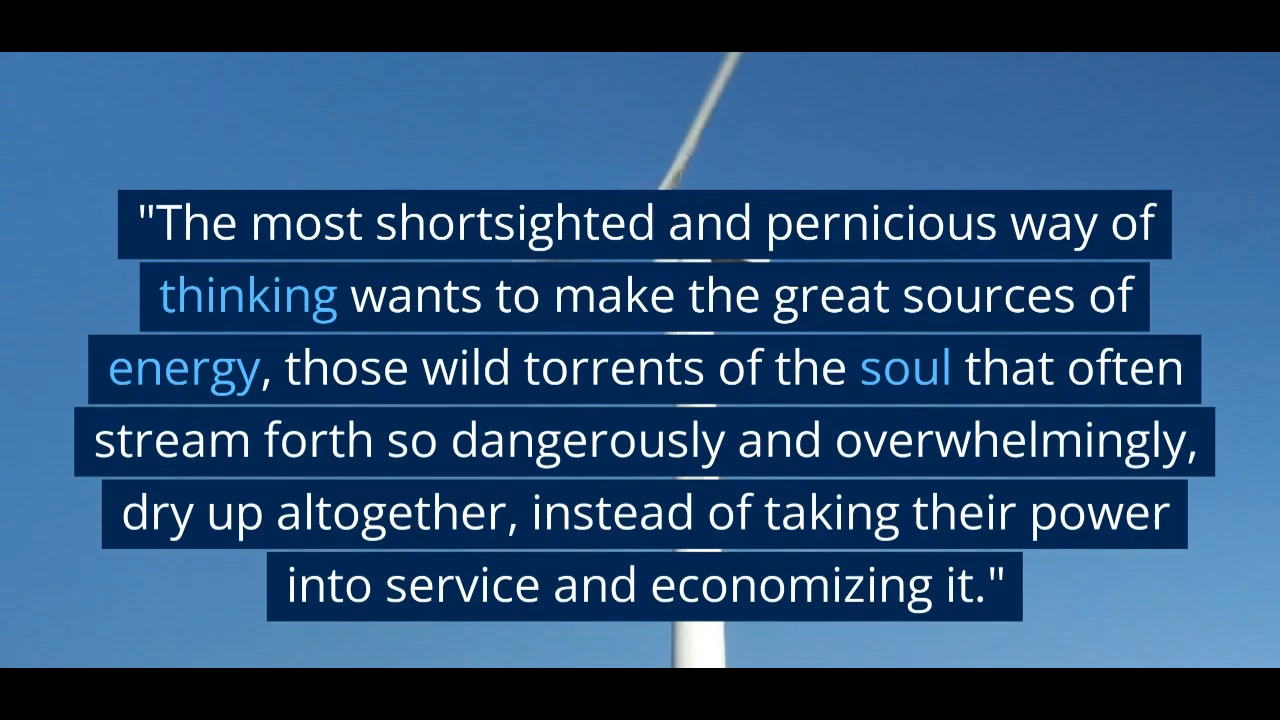 "The most shortsighted and pernicious way of
thinking wants to make the great sources of
energy, those wild torrents of the soul that often
stream forth so dangerously and overwhelmingly,
dry up altogether, instead of taking their power
into service and economizing it."